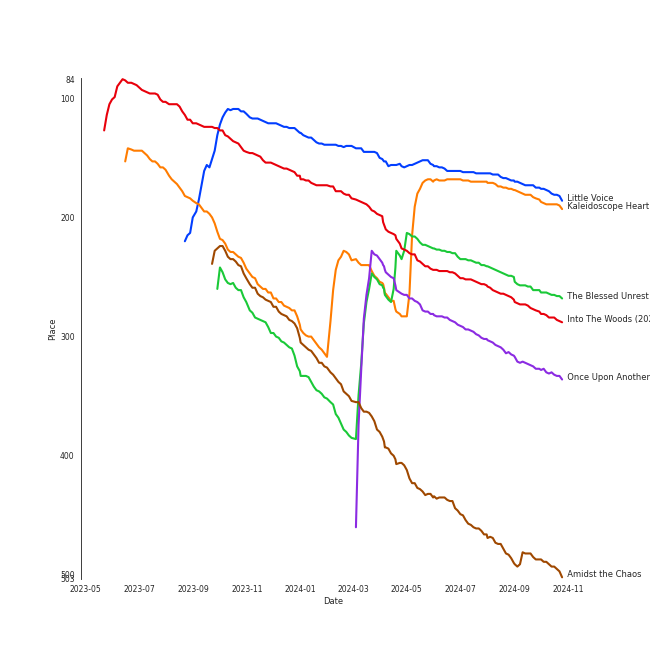 84
100
200
300
400
500
503
Place
Little Voice
Kaleidoscope Heart
The Blessed Unrest
Into The Woods (202
Once Upon Another
Amidst the Chaos
2023-05
2023-07
2023-09
2023-11
2024-01
2024-03
2024-05
2024-07
2024-09
2024-11
Date